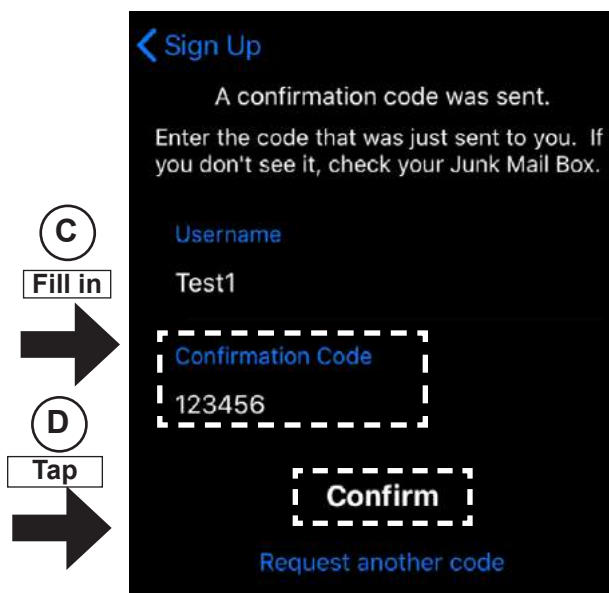 Sign Up
A confirmation code was sent.
Enter the code that was just sent to you. If
you don't see it, check your Junk Mail Box.
C
Fill in
Username
Test1
Confirmation Code
123456
D
Tap
Confirm
Request another code